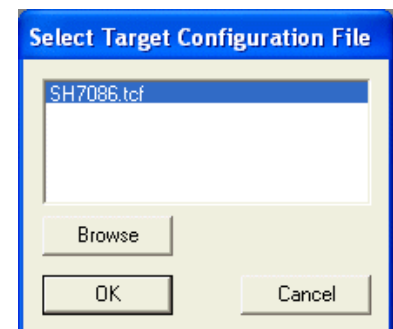 Select Target Configuration File
SH7086.tcf
Browse
OK
Cancel